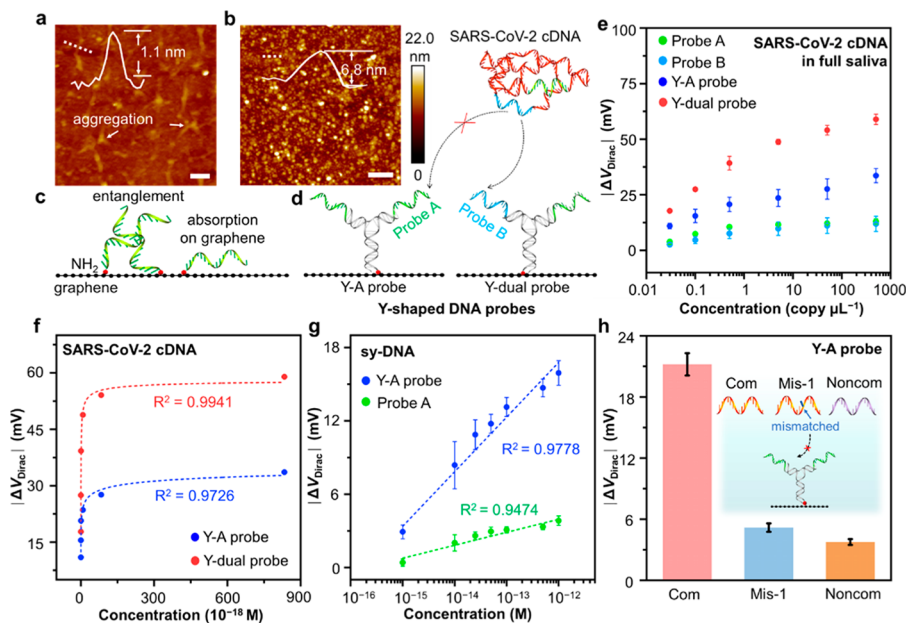 a
1.1 nm
aggregation
b
6.8 nm
22.0
nm
0
SARS-CoV-2 cDNA
c
entanglement
absorption
on graphene
NH2
graphene
d
Probe A
Probe B
Y-A probe
Y-dual probe
Y-shaped DNA probes
e
SARS-CoV-2 cDNA
in full saliva
Probe A
Probe B
Y-A probe
Y-dual probe
|ΔV_Dirac| (mV)
100
75
50
25
0
0.01 0.1 1 10 100 1000
Concentration (copy μL⁻¹)
f
SARS-CoV-2 cDNA
R² = 0.9941
R² = 0.9726
Y-A probe
Y-dual probe
|ΔV_Dirac| (mV)
60
45
30
15
0 300 600 900
Concentration (10⁻¹⁸ M)
g
sy-DNA
Y-A probe
Probe A
R² = 0.9778
R² = 0.9474
|ΔV_Dirac| (mV)
18
12
6
0
10⁻¹⁶ 10⁻¹⁵ 10⁻¹⁴ 10⁻¹³ 10⁻¹²
Concentration (M)
h
Y-A probe
Com Mis-1 Noncom
mismatched
|ΔV_Dirac| (mV)
24
18
12
6
0
Com Mis-1 Noncom